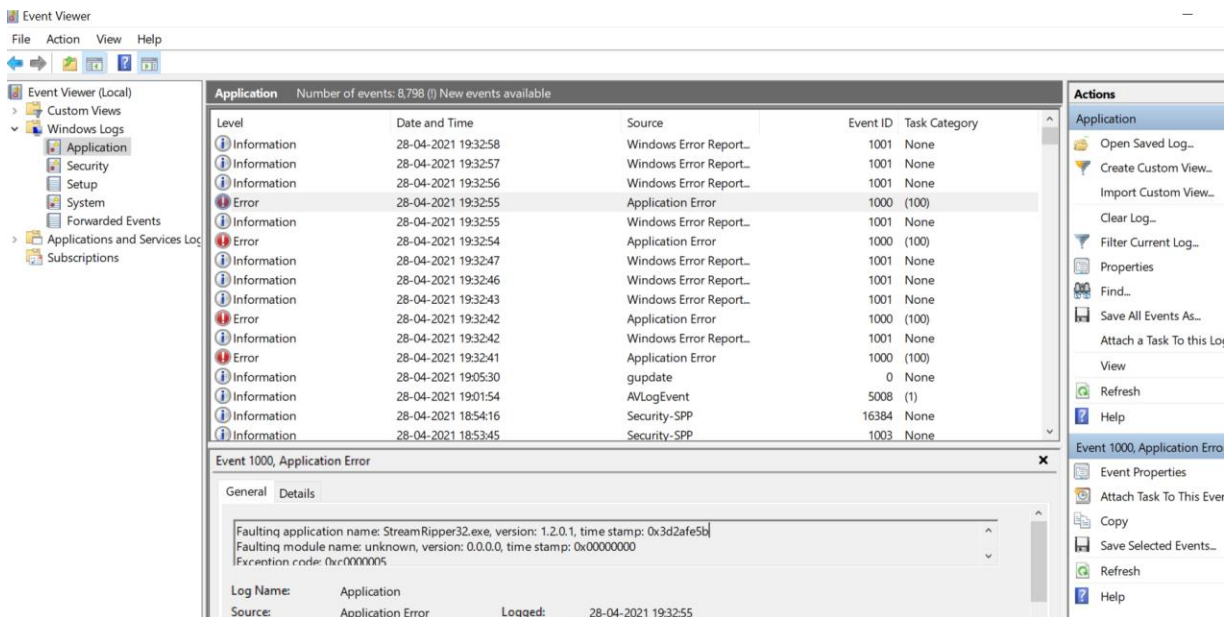 Event Viewer
File Action View Help
Event Viewer (Local)
Custom Views
Windows Logs
Application
Security
Setup
System
Forwarded Events
Applications and Services Log
Subscriptions
Application Number of events: 8,798 (!) New events available
Level Date and Time Source Event ID Task Category
Information 28-04-2021 19:32:58 Windows Error Report... 1001 None
Information 28-04-2021 19:32:57 Windows Error Report... 1001 None
Information 28-04-2021 19:32:56 Windows Error Report... 1001 None
Error 28-04-2021 19:32:55 Application Error 1000 (100)
Information 28-04-2021 19:32:55 Windows Error Report... 1001 None
Error 28-04-2021 19:32:54 Application Error 1000 (100)
Information 28-04-2021 19:32:47 Windows Error Report... 1001 None
Information 28-04-2021 19:32:46 Windows Error Report... 1001 None
Information 28-04-2021 19:32:43 Windows Error Report... 1001 None
Error 28-04-2021 19:32:42 Application Error 1000 (100)
Information 28-04-2021 19:32:42 Windows Error Report... 1001 None
Error 28-04-2021 19:32:41 Application Error 1000 (100)
Information 28-04-2021 19:05:30 gupdate 0 None
Information 28-04-2021 19:01:54 AVLogEvent 5008 (1)
Information 28-04-2021 18:54:16 Security-SPP 16384 None
Information 28-04-2021 18:53:45 Security-SPP 1003 None
Event 1000, Application Error
General Details
Faulting application name: StreamRipper32.exe, version: 1.2.0.1, time stamp: 0x3d2afe5b
Faulting module name: unknown, version: 0.0.0.0, time stamp: 0x00000000
Exception code: 0xc0000005
Log Name: Application
Source: Application Error Logged: 28-04-2021 19:32:55
Actions
Application
Open Saved Log...
Create Custom View...
Import Custom View...
Clear Log...
Filter Current Log...
Properties
Find...
Save All Events As...
Attach a Task To this Log
View
Refresh
Help
Event 1000, Application Erro
Event Properties
Attach Task To This Ever
Copy
Save Selected Events...
Refresh
Help